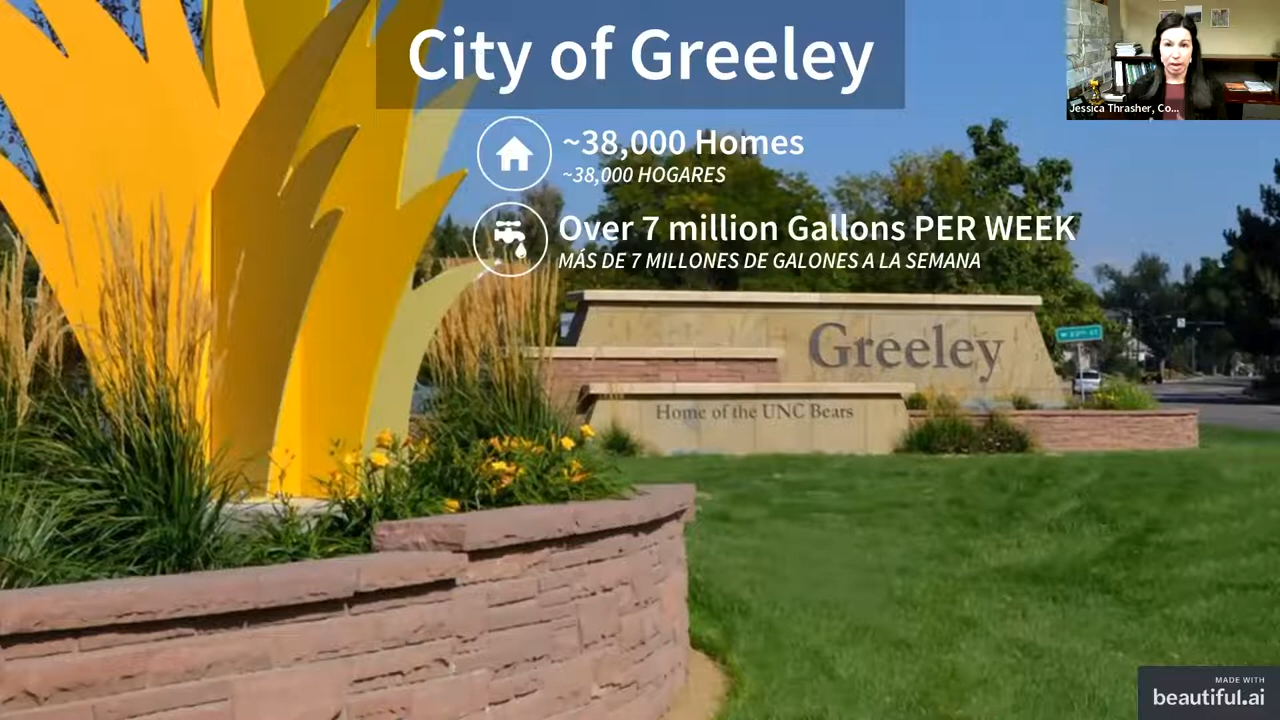 City of Greeley
Jessica Thrasher, Co...
~38,000 Homes
~38,000 HOGARES
Over 7 million Gallons PER WEEK
MÁS DE 7 MILLONES DE GALONES A LA SEMANA
Greeley
Home of the UNC Bears
MADE WITH
beautiful.ai